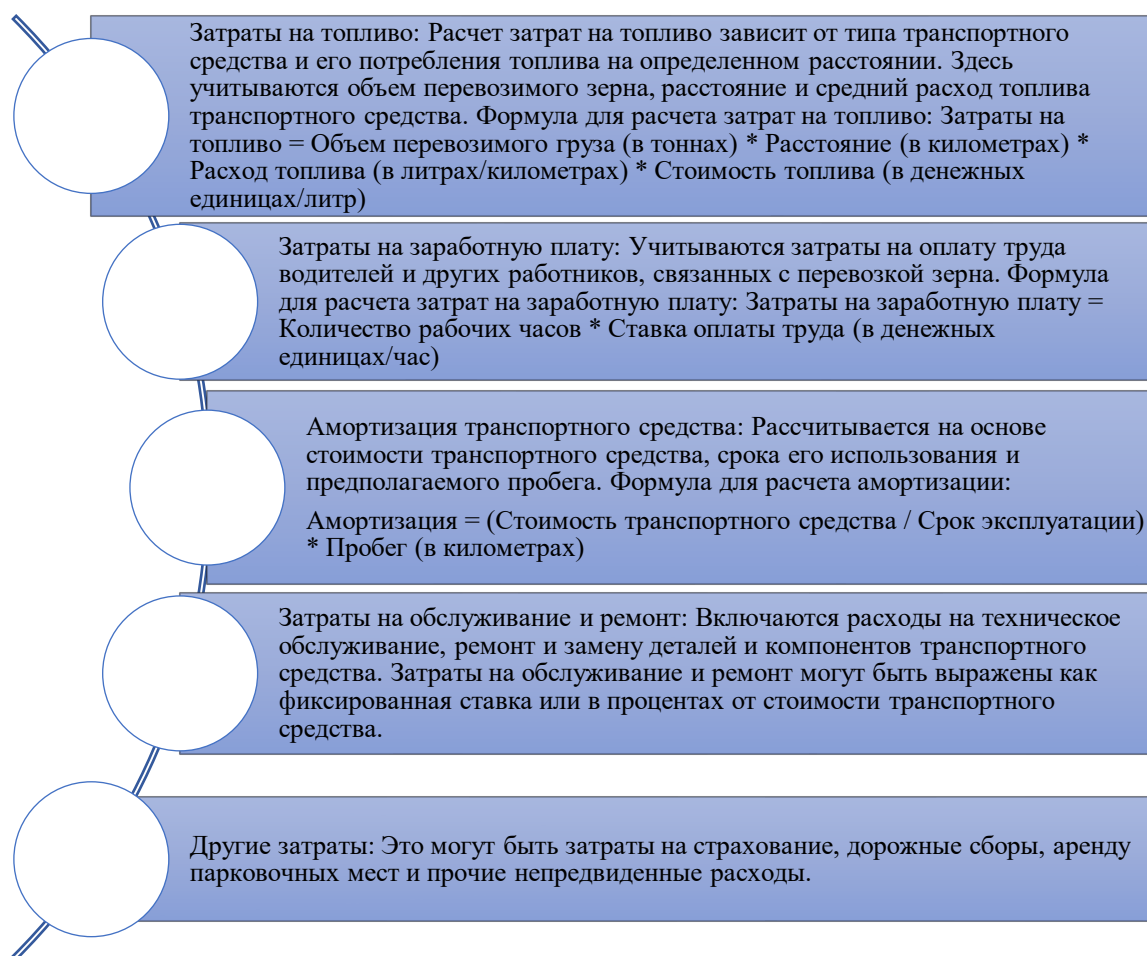 Затраты на топливо: Расчет затрат на топливо зависит от типа транспортного
средства и его потребления топлива на определенном расстоянии. Здесь
учитываются объем перевозимого зерна, расстояние и средний расход топлива
транспортного средства. Формула для расчета затрат на топливо: Затраты на
топливо = Объем перевозимого груза (в тоннах) * Расстояние (в километрах) *
Расход топлива (в литрах/километрах) * Стоимость топлива (в денежных
единицах/литр)
Затраты на заработную плату: Учитываются затраты на оплату труда
водителей и других работников, связанных с перевозкой зерна. Формула
для расчета затрат на заработную плату: Затраты на заработную плату =
Количество рабочих часов * Ставка оплаты труда (в денежных
единицах/час)
Амортизация транспортного средства: Рассчитывается на основе
стоимости транспортного средства, срока его использования и
предполагаемого пробега. Формула для расчета амортизации:
Амортизация = (Стоимость транспортного средства / Срок эксплуатации)
* Пробег (в километрах)
Затраты на обслуживание и ремонт: Включаются расходы на техническое
обслуживание, ремонт и замену деталей и компонентов транспортного
средства. Затраты на обслуживание и ремонт могут быть выражены как
фиксированная ставка или в процентах от стоимости транспортного
средства.
Другие затраты: Это могут быть затраты на страхование, дорожные сборы, аренду
парковочных мест и прочие непредвиденные расходы.